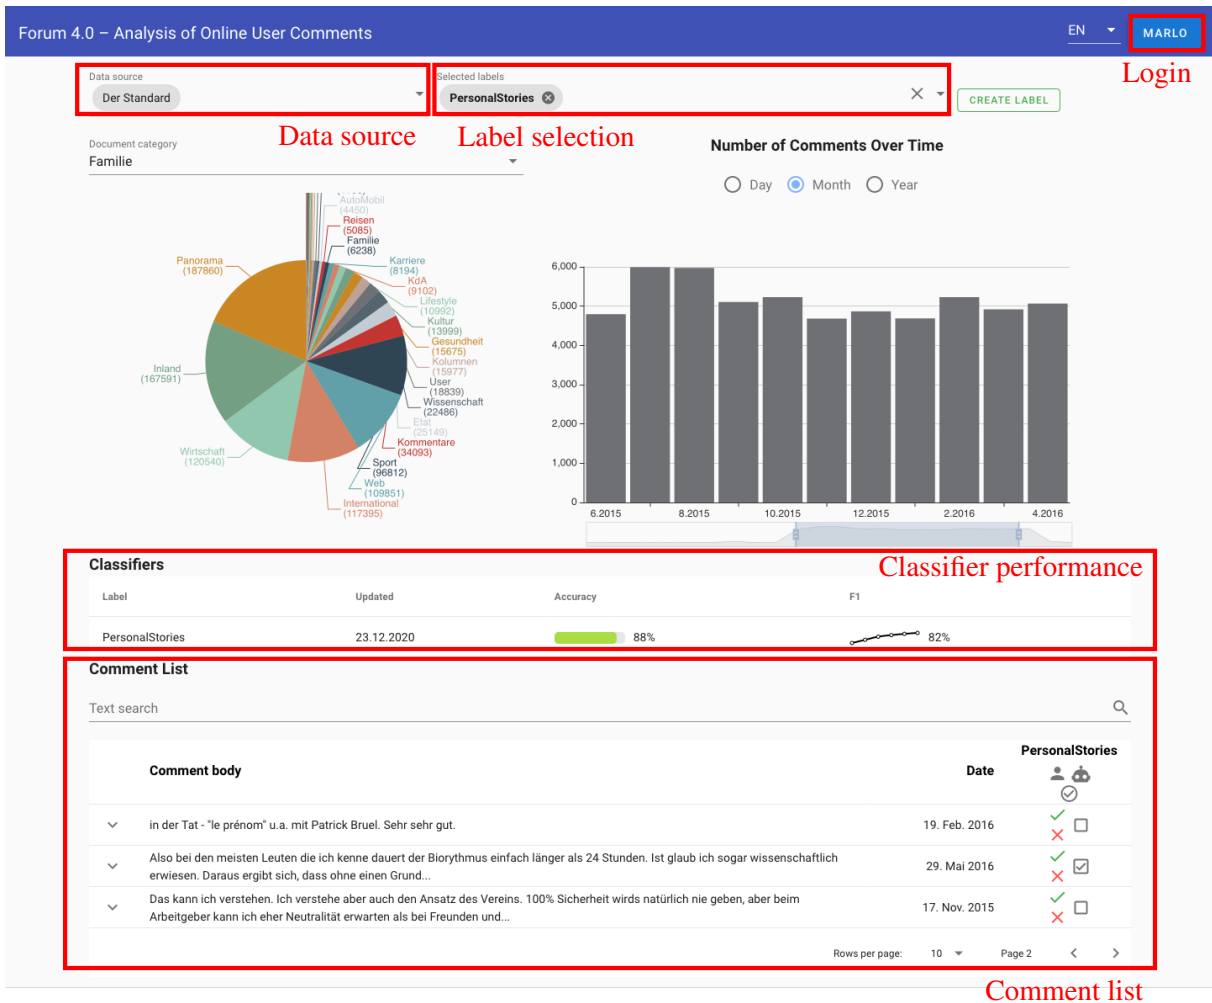 Forum 4.0 – Analysis of Online User Comments
EN
MARLO
Login
Data source
Der Standard
Selected labels
PersonalStories
CREATE LABEL
Data source
Label selection
Document category
Familie
Number of Comments Over Time
Day
Month
Year
AutoMobil
(4450)
Reisen
(5085)
Familie
(6238)
Karriere
(8194)
KdA
(9102)
Lifestyle
(10992)
Kultur
(13999)
Gesundheit
(15675)
Kolumnen
(15977)
User
(18839)
Wissenschaft
(22486)
Etat
(25149)
Kommentare
(34093)
Sport
(96812)
Web
(109851)
International
(117395)
Wirtschaft
(120540)
Inland
(167591)
Panorama
(187860)
6,000
5,000
4,000
3,000
2,000
1,000
0
6.2015
8.2015
10.2015
12.2015
2.2016
4.2016
Classifiers
Classifier performance
Label
Updated
Accuracy
F1
PersonalStories
23.12.2020
88%
82%
Comment List
Text search
PersonalStories
Comment body
Date
in der Tat - "le prénom" u.a. mit Patrick Bruel. Sehr sehr gut.
19. Feb. 2016
Also bei den meisten Leuten die ich kenne dauert der Biorythmus einfach länger als 24 Stunden. Ist glaub ich sogar wissenschaftlich
erwiesen. Daraus ergibt sich, dass ohne einen Grund...
29. Mai 2016
Das kann ich verstehen. Ich verstehe aber auch den Ansatz des Vereins. 100% Sicherheit wirds natürlich nie geben, aber beim
Arbeitgeber kann ich eher Neutralität erwarten als bei Freunden und...
17. Nov. 2015
Rows per page:
10
Page 2
Comment list